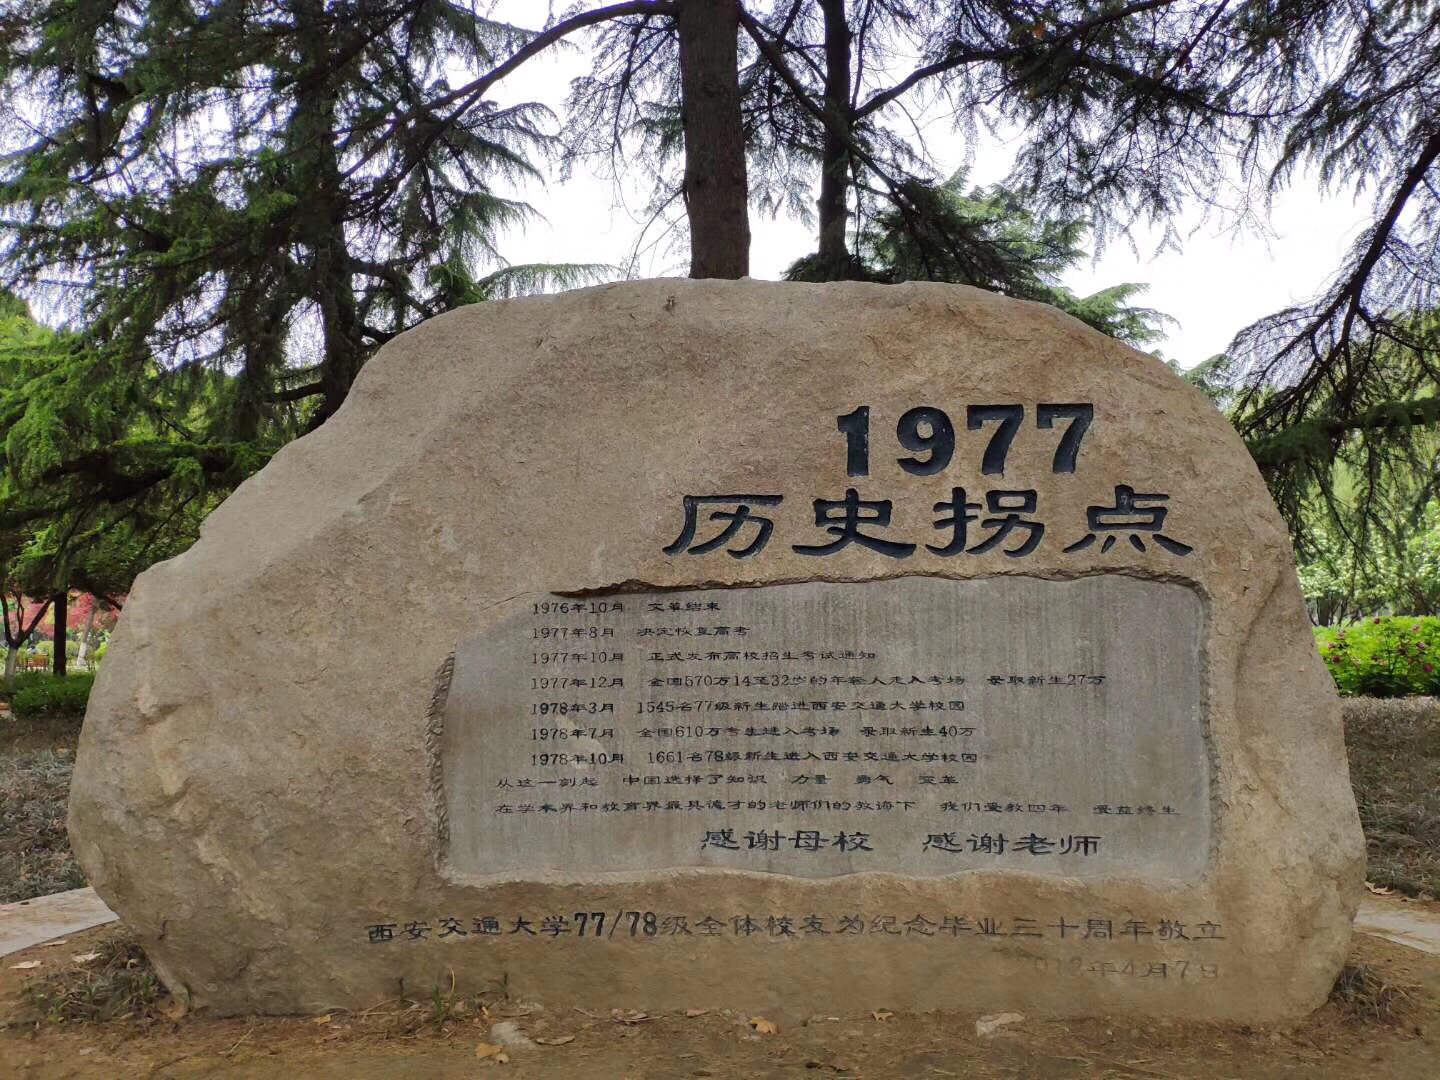 1977
历史拐点
1976年10月 文革结束
1977年8月 决定恢复高考
1977年10月 正式发布高校招生考试通知
1977年12月 全国570万14至32岁的年轻人走入考场 录取新生27万
1978年3月 1545名77级新生踏进西安交通大学校园
1978年7月 全国610万考生进入考场 录取新生40万
1978年10月 1661名78级新生进入西安交通大学校园
从这一刻起 中国选择了知识 力量 勇气 变革
在学术界和教育界最具德才的老师们的教诲下 我们受教四年 受益终生
感谢母校 感谢老师
西安交通大学77/78级全体校友为纪念毕业三十周年敬立
2012年4月7日